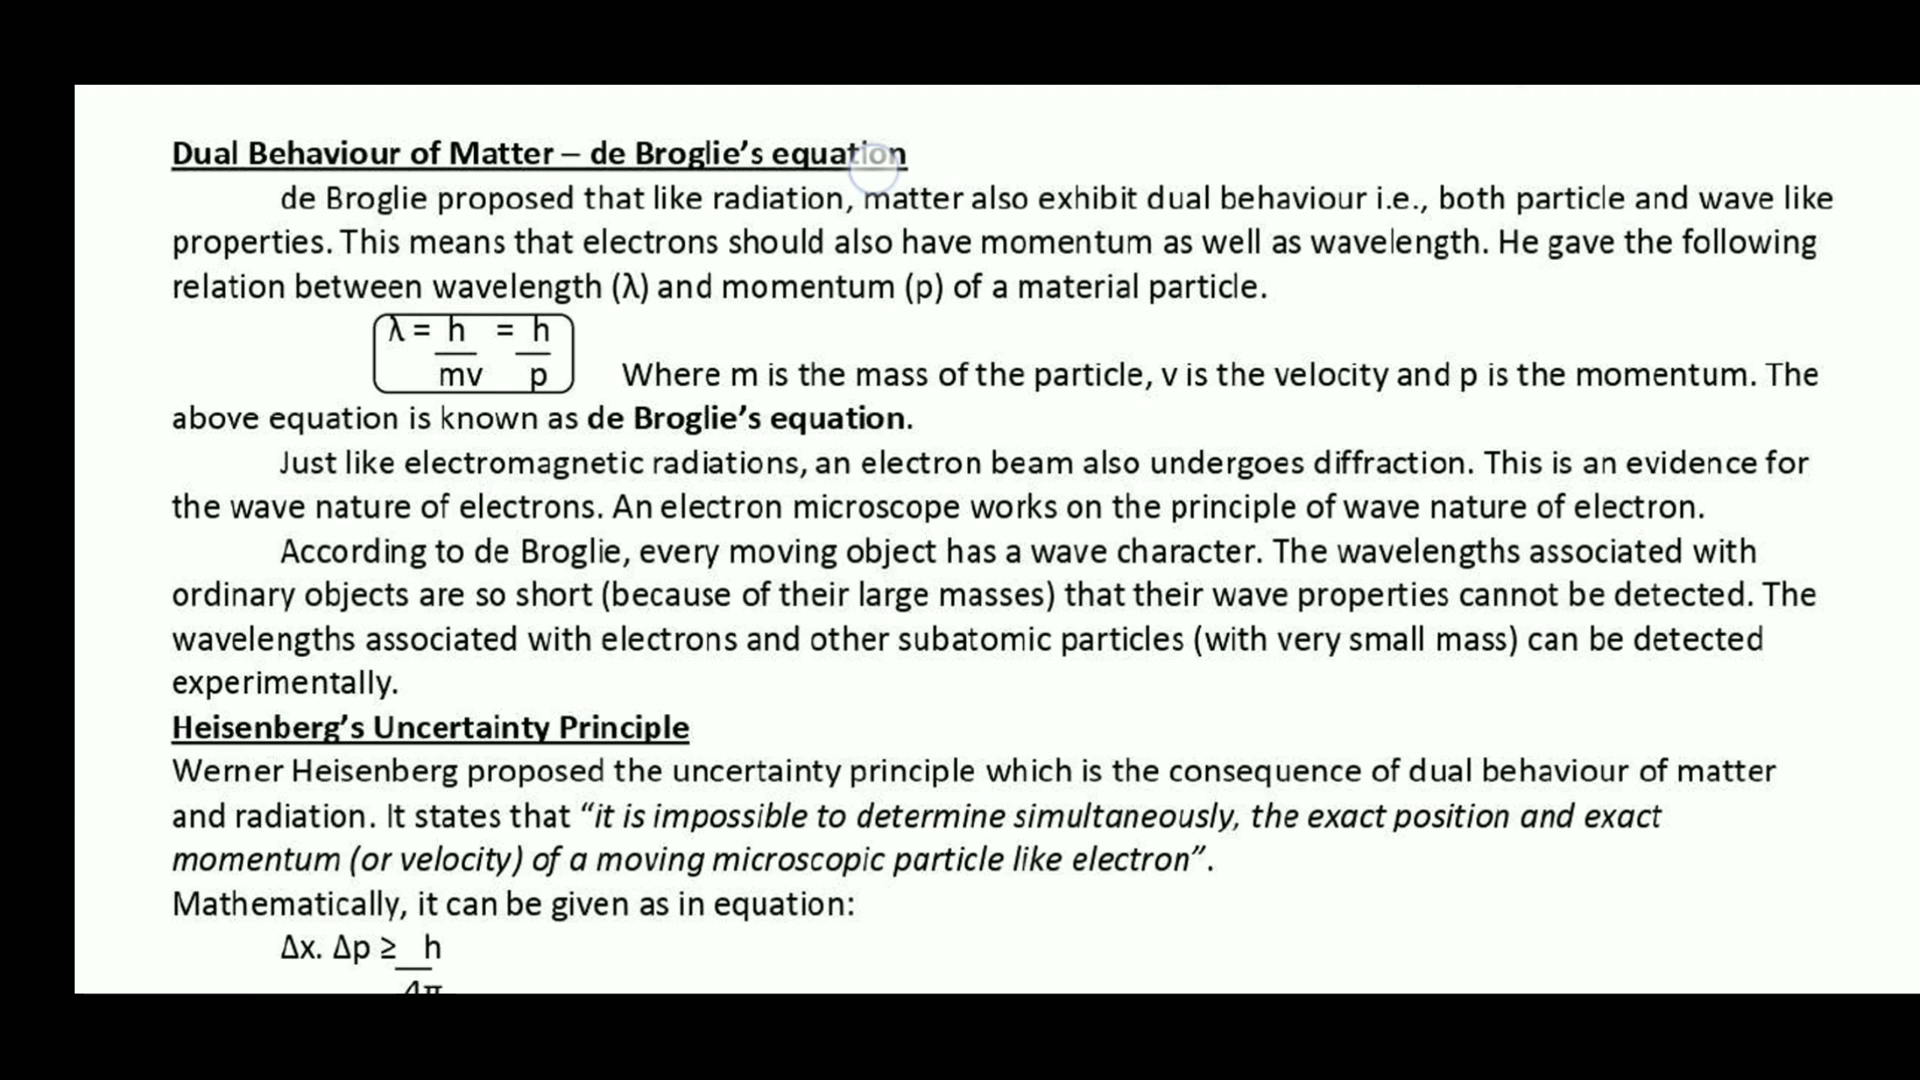 Dual Behaviour of Matter – de Broglie’s equation
de Broglie proposed that like radiation, matter also exhibit dual behaviour i.e., both particle and wave like
properties. This means that electrons should also have momentum as well as wavelength. He gave the following
relation between wavelength (λ) and momentum (p) of a material particle.
λ = h = h
mv p Where m is the mass of the particle, v is the velocity and p is the momentum. The
above equation is known as de Broglie’s equation.
Just like electromagnetic radiations, an electron beam also undergoes diffraction. This is an evidence for
the wave nature of electrons. An electron microscope works on the principle of wave nature of electron.
According to de Broglie, every moving object has a wave character. The wavelengths associated with
ordinary objects are so short (because of their large masses) that their wave properties cannot be detected. The
wavelengths associated with electrons and other subatomic particles (with very small mass) can be detected
experimentally.
Heisenberg’s Uncertainty Principle
Werner Heisenberg proposed the uncertainty principle which is the consequence of dual behaviour of matter
and radiation. It states that “it is impossible to determine simultaneously, the exact position and exact
momentum (or velocity) of a moving microscopic particle like electron”.
Mathematically, it can be given as in equation:
Δx. Δp ≥ h
4π